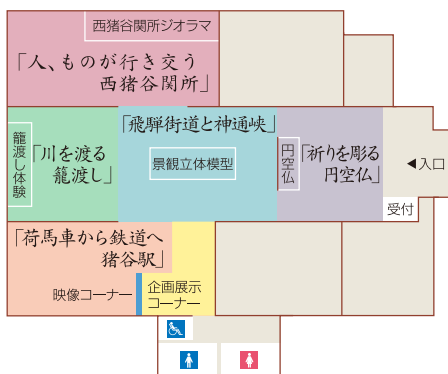 西猪谷関所ジオラマ
「人、ものが行き交う
西猪谷関所」
籠渡し体験
「川を渡る
籠渡し」
「飛騨街道と神通峡」
景観立体模型
円空仏
「祈りを彫る
円空仏」
◀入口
受付
「荷馬車から鉄道へ
猪谷駅」
映像コーナー
企画展示
コーナー